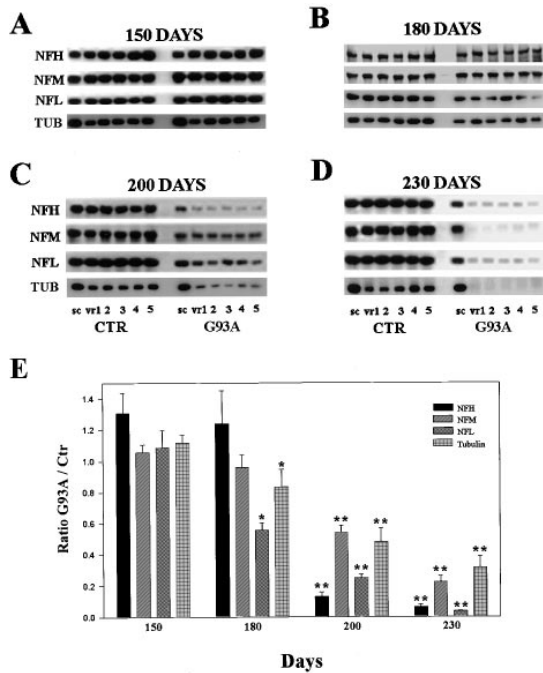 A
150 DAYS
NFH
NFM
NFL
TUB
B
180 DAYS
C
200 DAYS
NFH
NFM
NFL
TUB
sc vr1 2 3 4 5 sc vr1 2 3 4 5
CTR G93A
D
230 DAYS
sc vr1 2 3 4 5 sc vr1 2 3 4 5
CTR G93A
E
Ratio G93A / Ctr
1.4
1.2
1.0
0.8
0.6
0.4
0.2
0.0
NFH
NFM
NFL
Tubulin
* *
** ** ** **
** ** ** **
150 180 200 230
Days